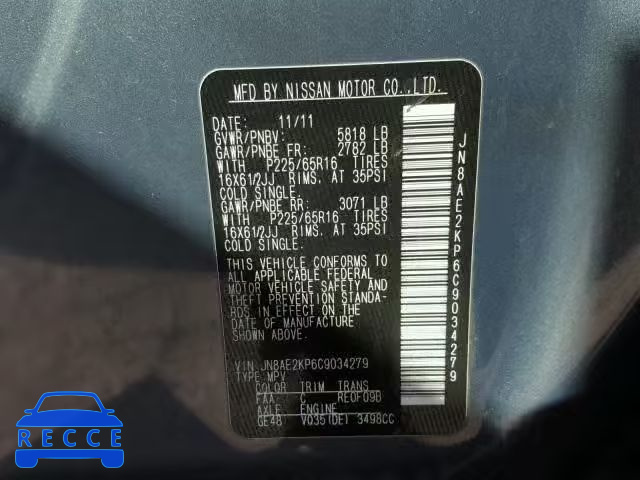 MFD BY NISSAN MOTOR CO.,LTD.
DATE: 11/11
GVWR/PNBV: 5818 LB
GAWR/PNBE FR: 2782 LB
WITH P225/65R16 TIRES
16X61/2JJ RIMS, AT 35PSI
COLD SINGLE.
GAWR/PNBE RR: 3071 LB
WITH P225/65R16 TIRES
16X61/2JJ RIMS, AT 35PSI
COLD SINGLE.
THIS VEHICLE CONFORMS TO
ALL APPLICABLE FEDERAL
MOTOR VEHICLE SAFETY AND
THEFT PREVENTION STANDA-
RDS IN EFFECT ON THE
DATE OF MANUFACTURE
SHOWN ABOVE.
VIN: JN8AE2KP6C9034279
TYPE: MPV
COLOR TRIM TRANS
FAA: C RE0F09B
AXLE ENGINE
GE48 VQ35(DE) 3498CC
JN8AE2KP6C9034279
RECCE